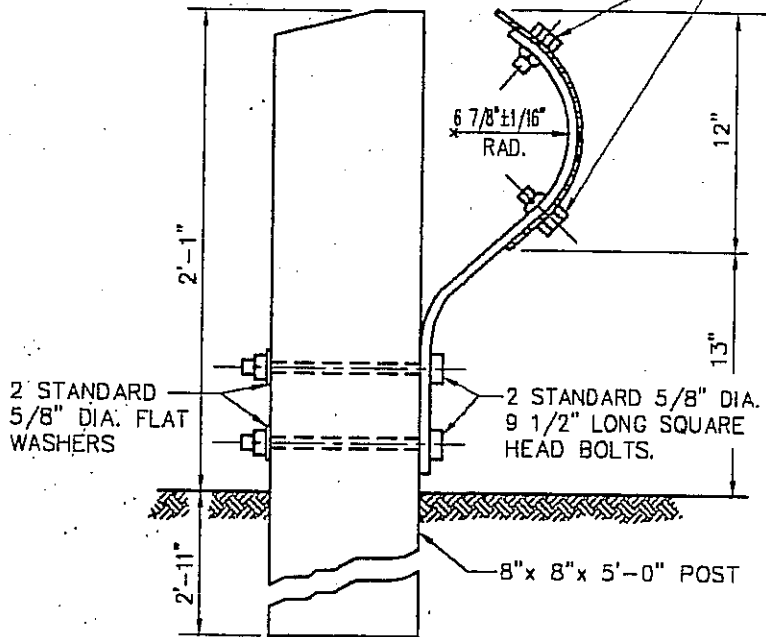 6 7/8"±1/16"
RAD.
12"
2'-1"
13"
2 STANDARD
5/8" DIA. FLAT
WASHERS
2 STANDARD 5/8" DIA.
9 1/2" LONG SQUARE
HEAD BOLTS.
2'-11"
8"x 8"x 5'-0" POST